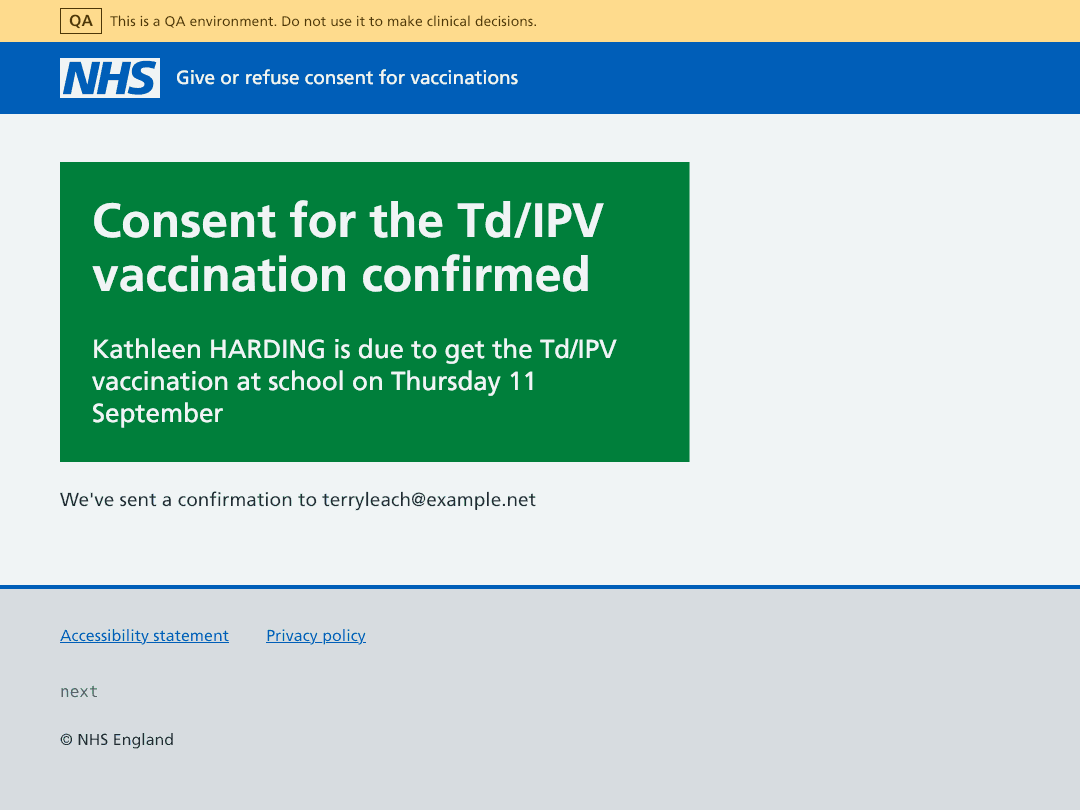 QA This is a QA environment. Do not use it to make clinical decisions.
NHS Give or refuse consent for vaccinations
Consent for the Td/IPV
vaccination confirmed
Kathleen HARDING is due to get the Td/IPV
vaccination at school on Thursday 11
September
We've sent a confirmation to terryleach@example.net
Accessibility statement Privacy policy
next
© NHS England